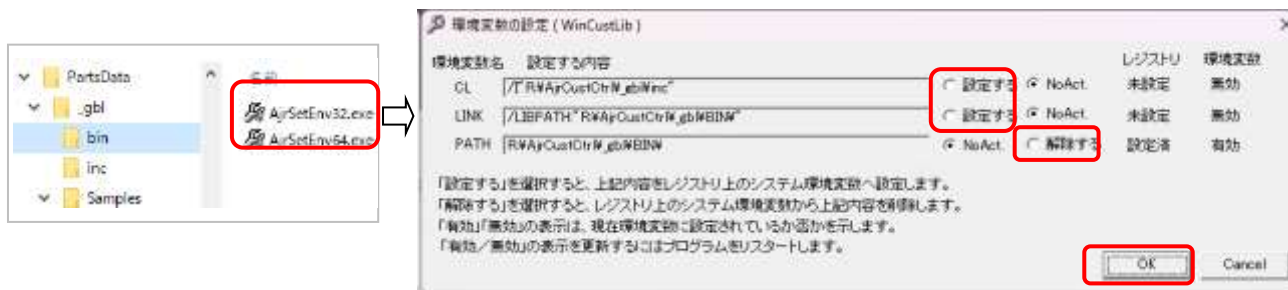 PartsData
_gbl
bin
inc
Samples
名前
AjrSetEnv32.exe
AjrSetEnv64.exe
環境変数の設定 ( WinCustLib )
環境変数名 設定する内容 レジストリ 環境変数
CL 設定する NoAct. 未設定 無効
LINK /LIBPATH:"R:¥AjrCustCtrl¥_gbl¥BIN¥" 設定する NoAct. 未設定 無効
PATH R:¥AjrCustCtrl¥_gbl¥BIN¥ NoAct. 解除する 設定済 有効
「設定する」を選択すると、上記内容をレジストリ上のシステム環境変数へ設定します。
「解除する」を選択すると、レジストリ上のシステム環境変数から上記内容を削除します。
「有効」「無効」の表示は、現在環境変数に設定されているか否かを示します。
「有効／無効」の表示を更新するにはプログラムをリスタートします。
OK Cancel